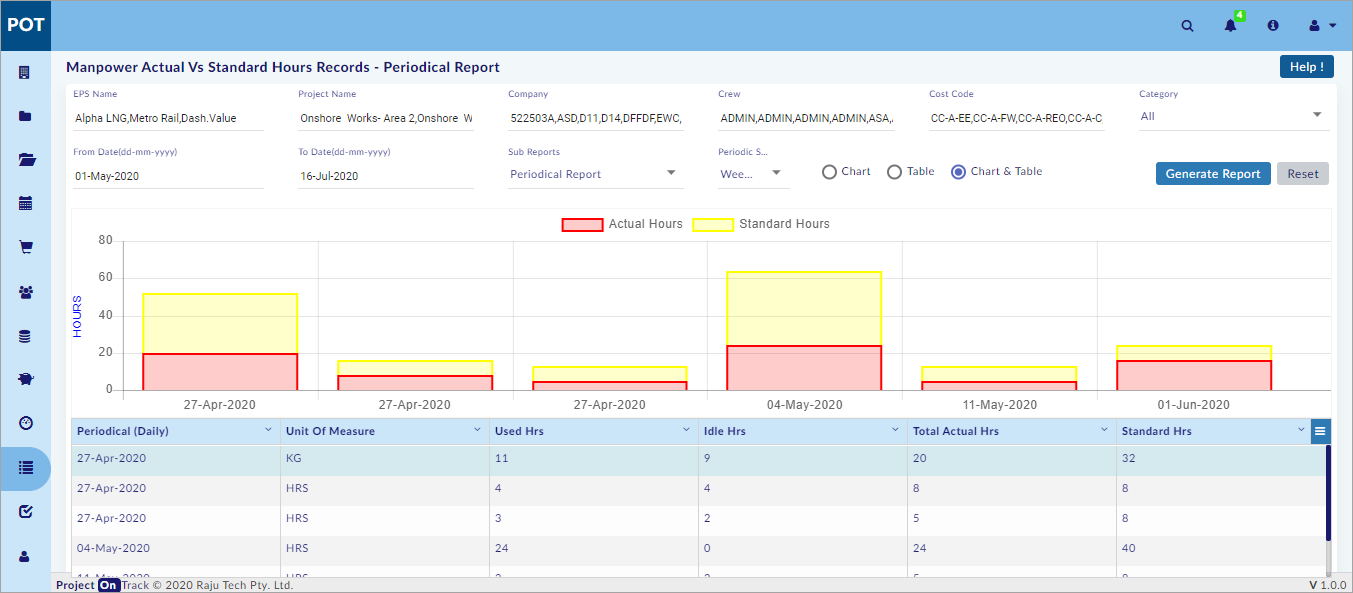 POT
4
Manpower Actual Vs Standard Hours Records - Periodical Report
Help !
EPS Name Project Name Company Crew Cost Code Category
Alpha LNG,Metro Rail,Dash.Value Onshore Works- Area 2,Onshore W 522503A,ASD,D11,D14,DFFDF,EWC, ADMIN,ADMIN,ADMIN,ADMIN,ASA, CC-A-EE,CC-A-FW,CC-A-REO,CC-A-C All
From Date(dd-mm-yyyy) To Date(dd-mm-yyyy) Sub Reports Periodic S...
01-May-2020 16-Jul-2020 Periodical Report Wee... Chart Table Chart & Table Generate Report Reset
Actual Hours Standard Hours
80
60
40
20
0
HOURS
27-Apr-2020 27-Apr-2020 27-Apr-2020 04-May-2020 11-May-2020 01-Jun-2020
Periodical (Daily) Unit Of Measure Used Hrs Idle Hrs Total Actual Hrs Standard Hrs
27-Apr-2020 KG 11 9 20 32
27-Apr-2020 HRS 4 4 8 8
27-Apr-2020 HRS 3 2 5 8
04-May-2020 HRS 24 0 24 40
11-May-2020 HRS
Project On Track © 2020 Raju Tech Pty. Ltd. V 1.0.0